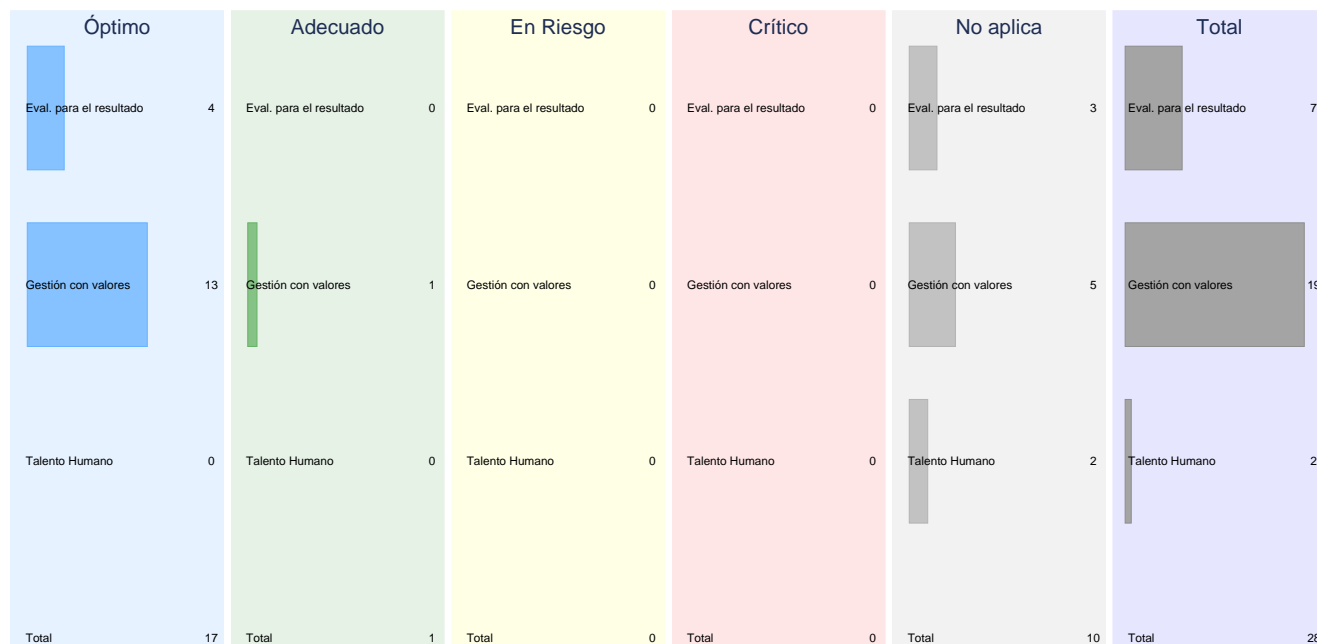 Óptimo Adecuado En Riesgo Crítico No aplica Total
Eval. para el resultado 4 Eval. para el resultado 0 Eval. para el resultado 0 Eval. para el resultado 0 Eval. para el resultado 3 Eval. para el resultado 7
Gestión con valores 13 Gestión con valores 1 Gestión con valores 0 Gestión con valores 0 Gestión con valores 5 Gestión con valores 19
Talento Humano 0 Talento Humano 0 Talento Humano 0 Talento Humano 0 Talento Humano 2 Talento Humano 2
Total 17 Total 1 Total 0 Total 0 Total 10 Total 28